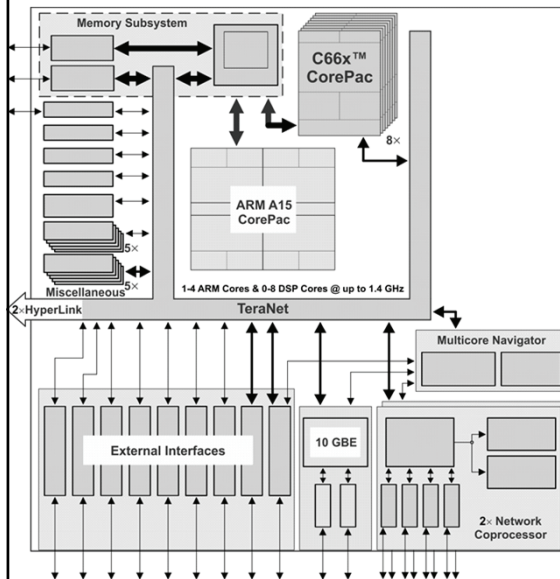 Memory Subsystem
C66x™
CorePac
8×
ARM A15
CorePac
5×
5×
Miscellaneous
1-4 ARM Cores & 0-8 DSP Cores @ up to 1.4 GHz
2×HyperLink
TeraNet
Multicore Navigator
External Interfaces
10 GBE
2× Network
Coprocessor